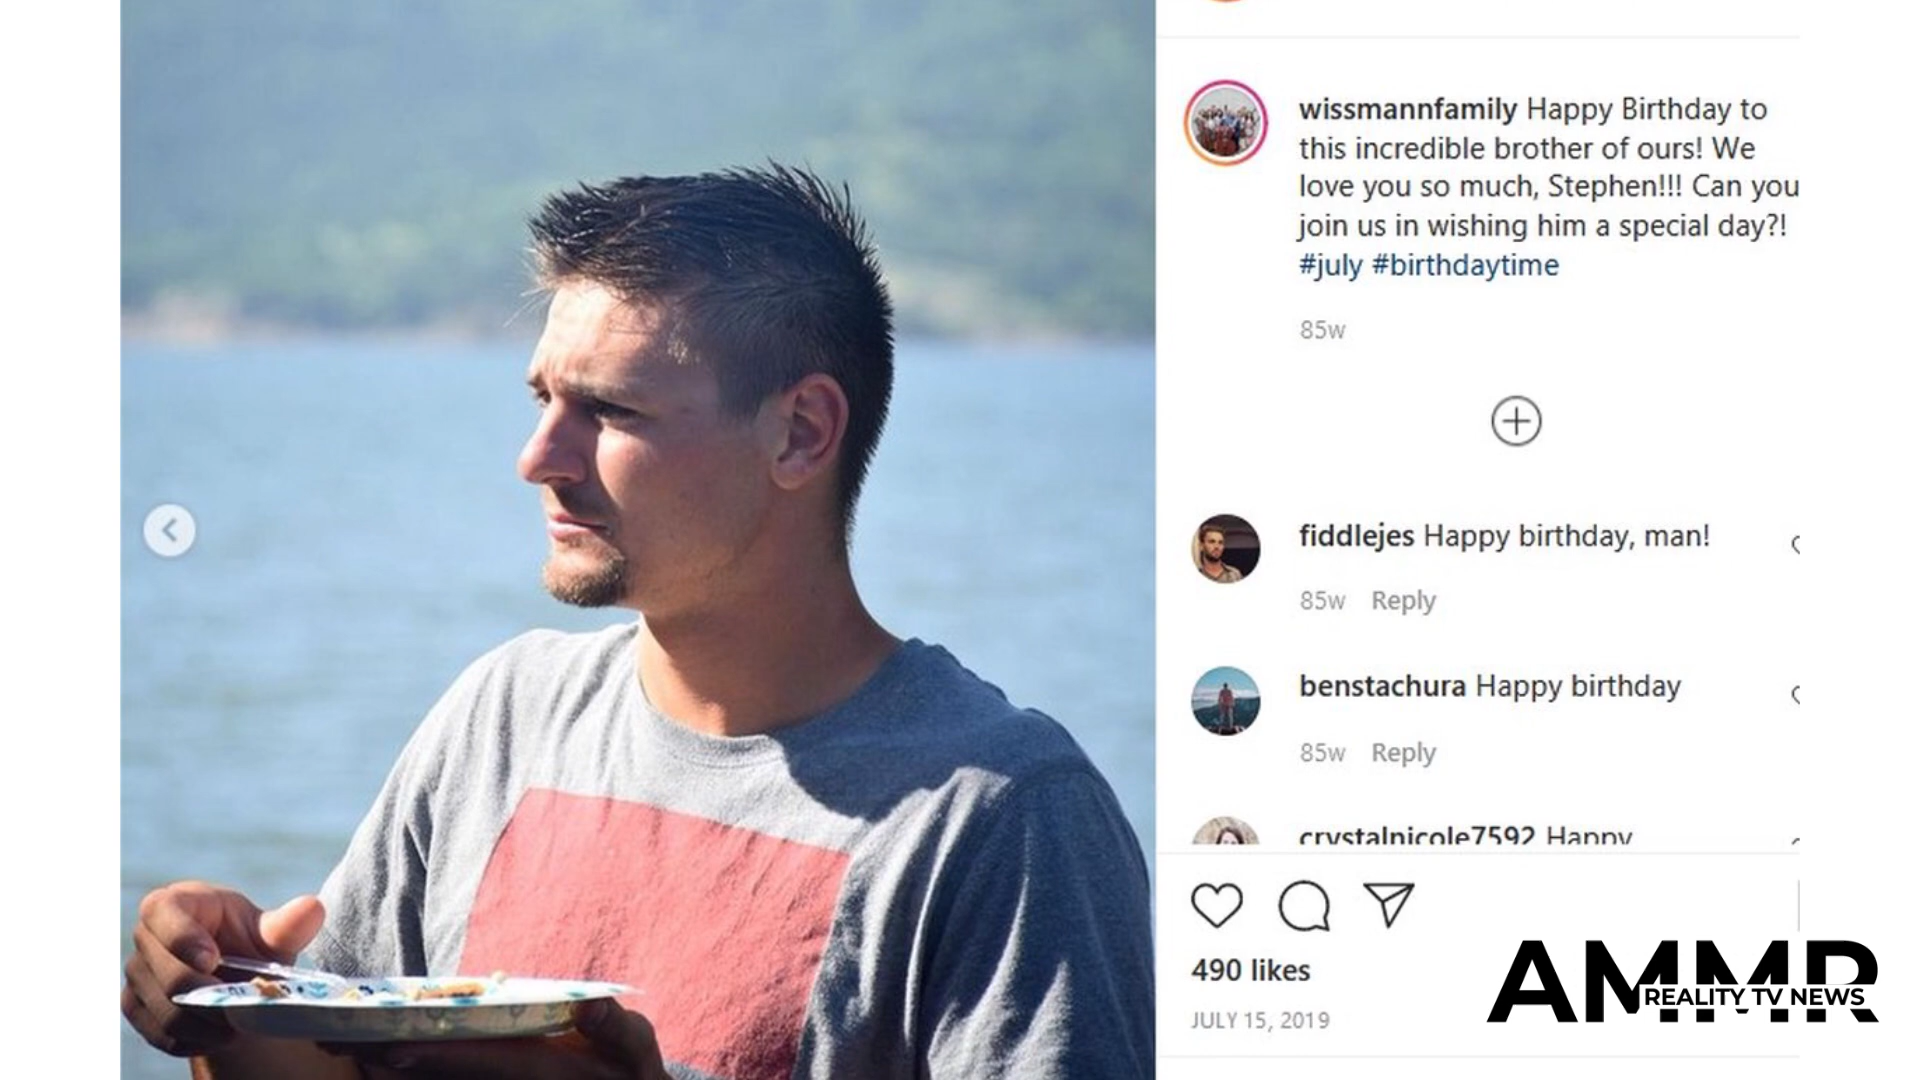 wissmannfamily Happy Birthday to
this incredible brother of ours! We
love you so much, Stephen!!! Can you
join us in wishing him a special day?!
#july #birthdaytime
85w
fiddlejes Happy birthday, man!
85w Reply
benstachura Happy birthday
85w Reply
crystalnicole7592 Happy
490 likes
JULY 15, 2019
AMMR
REALITY TV NEWS